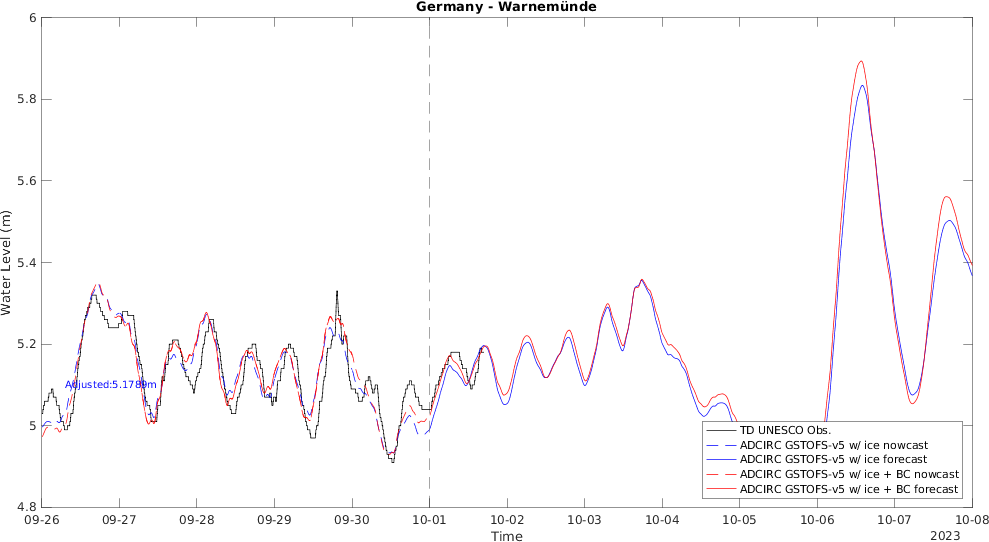 Germany - Warnemünde
6
5.8
5.6
5.4
5.2
5
4.8
Water Level (m)
Adjusted:5.1789m
TD UNESCO Obs.
ADCIRC GSTOFS-v5 w/ ice nowcast
ADCIRC GSTOFS-v5 w/ ice forecast
ADCIRC GSTOFS-v5 w/ ice + BC nowcast
ADCIRC GSTOFS-v5 w/ ice + BC forecast
09-26 09-27 09-28 09-29 09-30 10-01 10-02 10-03 10-04 10-05 10-06 10-07 10-08
Time
2023